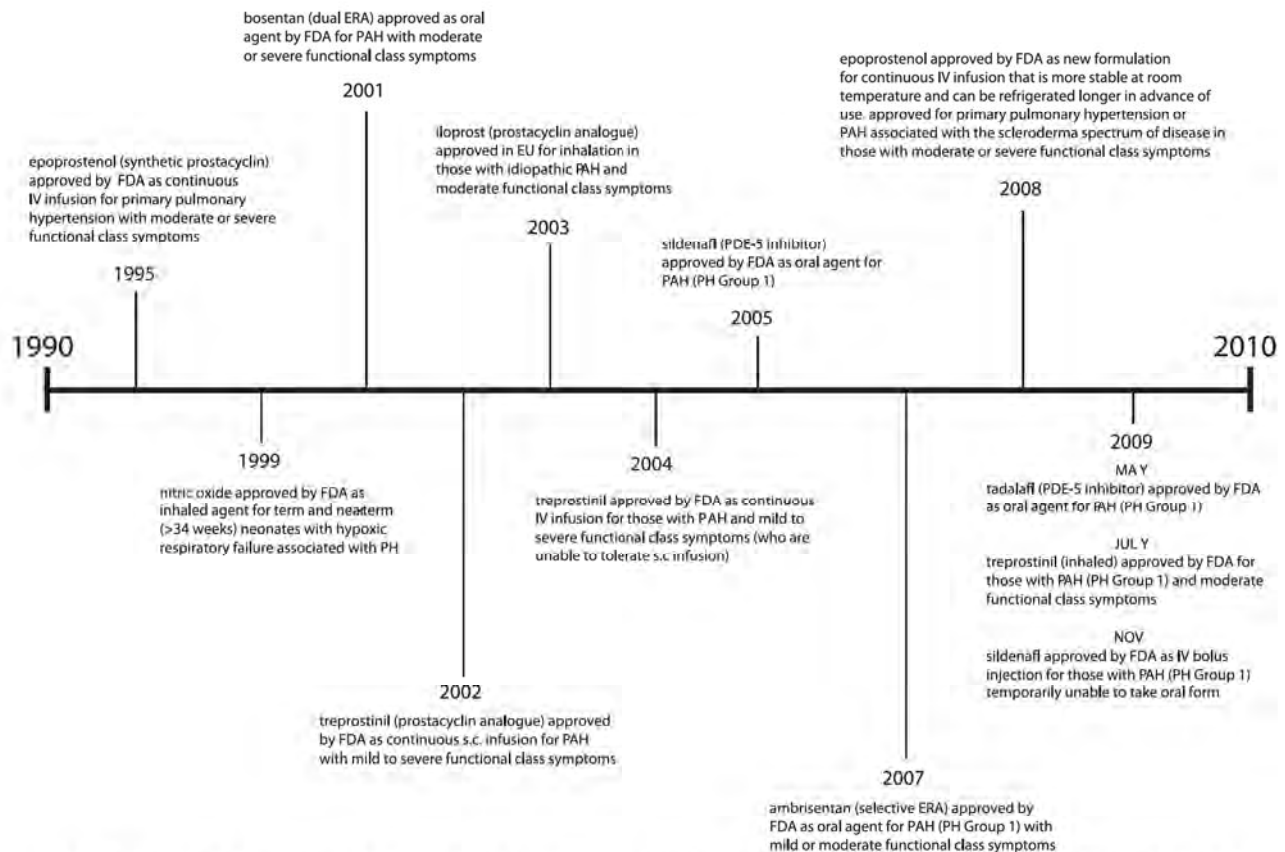 bosentan (dual ERA) approved as oral
agent by FDA for PAH with moderate
or severe functional class symptoms
2001
epoprostenol approved by FDA as new formulation
for continuous IV infusion that is more stable at room
temperature and can be refrigerated longer in advance of
use. approved for primary pulmonary hypertension or
PAH associated with the scleroderma spectrum of disease in
those with moderate or severe functional class symptoms
2008
iloprost (prostacyclin analogue)
approved in EU for inhalation in
those with idiopathic PAH and
moderate functional class symptoms
2003
epoprostenol (synthetic prostacyclin)
approved by FDA as continuous
IV infusion for primary pulmonary
hypertension with moderate or severe
functional class symptoms
1995
sildenafl (PDE-5 inhibitor)
approved by FDA as oral agent for
PAH (PH Group 1)
2005
1990
2010
1999
nitric oxide approved by FDA as
inhaled agent for term and nearterm
(>34 weeks) neonates with hypoxic
respiratory failure associated with PH
2004
treprostinil approved by FDA as continuous
IV infusion for those with PAH and mild to
severe functional class symptoms (who are
unable to tolerate s.c infusion)
2009
MAY
tadalafl (PDE-5 inhibitor) approved by FDA
as oral agent for PAH (PH Group 1)
JULY
treprostinil (inhaled) approved by FDA for
those with PAH (PH Group 1) and moderate
functional class symptoms
NOV
sildenafl approved by FDA as IV bolus
injection for those with PAH (PH Group 1)
temporarily unable to take oral form
2002
treprostinil (prostacyclin analogue) approved
by FDA as continuous s.c. infusion for PAH
with mild to severe functional class symptoms
2007
ambrisentan (selective ERA) approved by
FDA as oral agent for PAH (PH Group 1) with
mild or moderate functional class symptoms